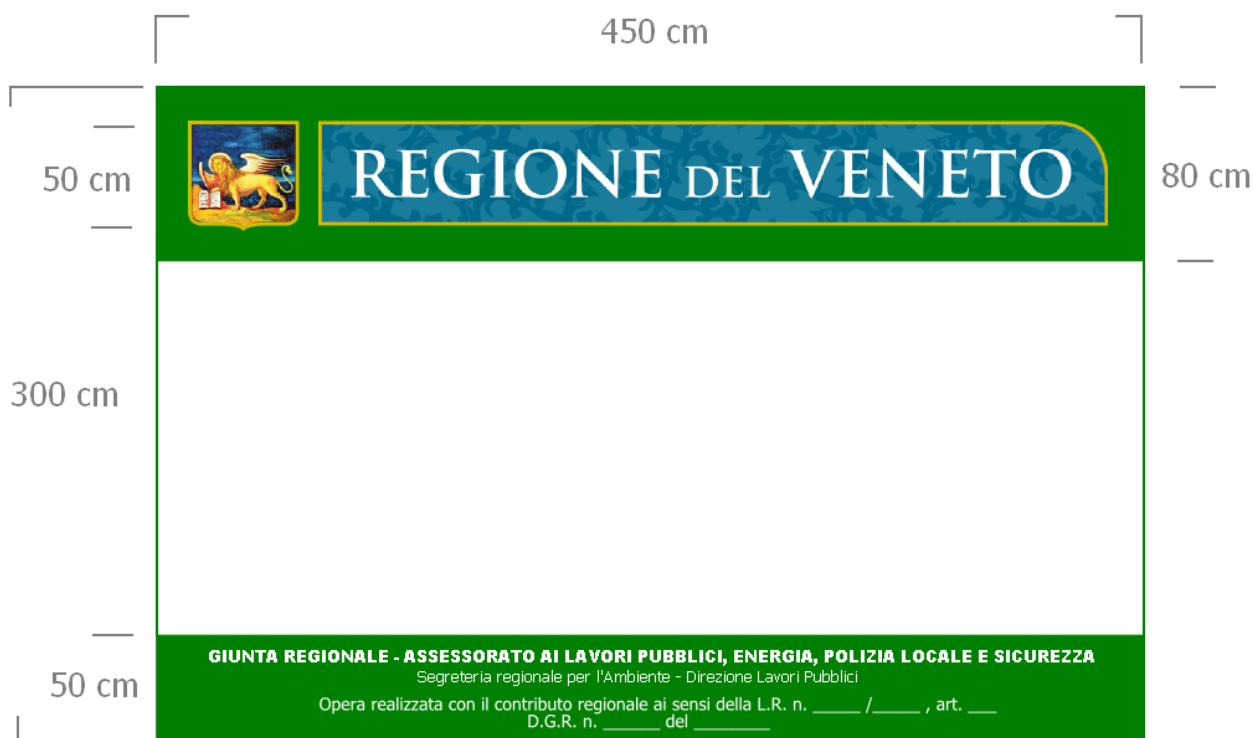 450 cm
50 cm
REGIONE DEL VENETO
80 cm
300 cm
GIUNTA REGIONALE - ASSESSORATO AI LAVORI PUBBLICI, ENERGIA, POLIZIA LOCALE E SICUREZZA
Segreteria regionale per l'Ambiente - Direzione Lavori Pubblici
50 cm
Opera realizzata con il contributo regionale ai sensi della L.R. n. _____ /_____ , art. ___
D.G.R. n. ______ del ________